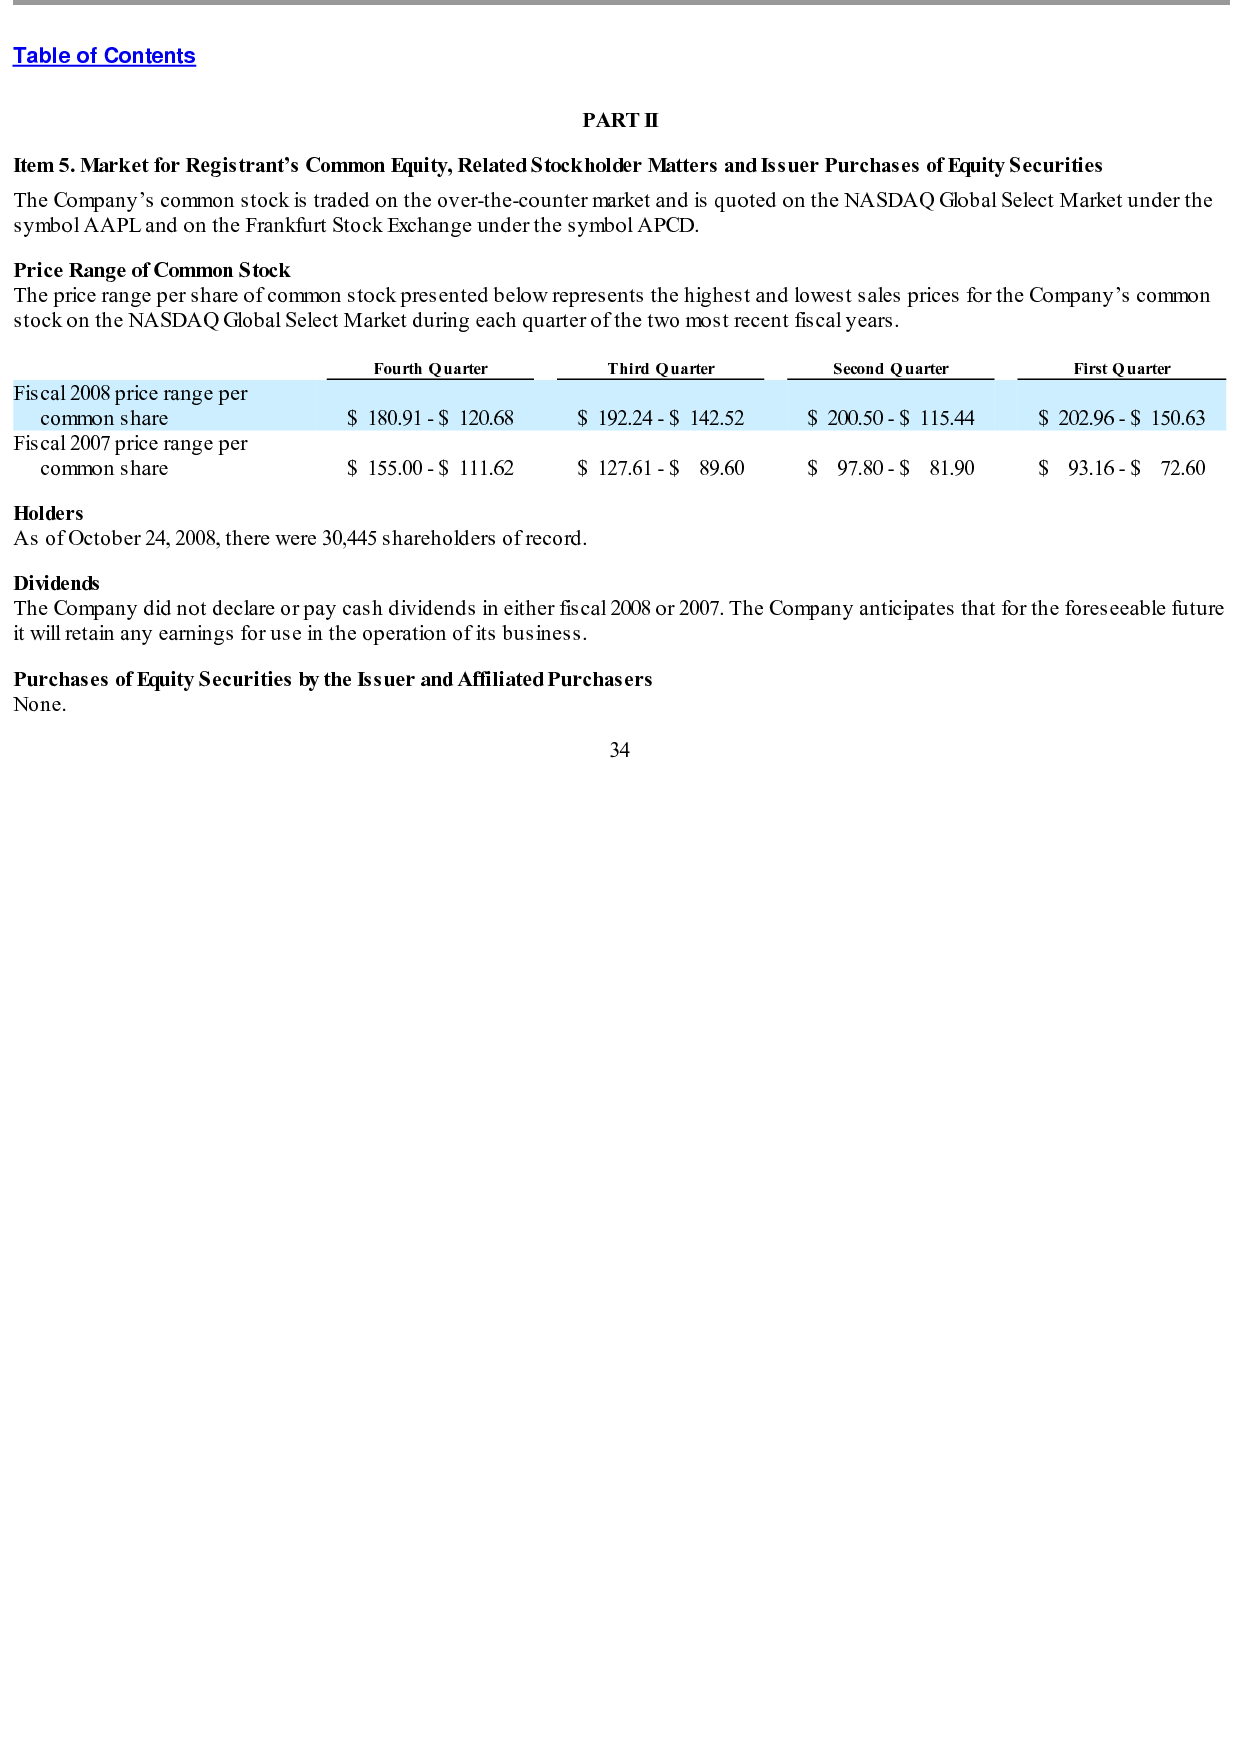 Table of Contents
PART II
Item 5. Market for Registrant’s Common Equity, Related Stockholder Matters and Issuer Purchases of Equity Securities
The Company’s common stock is traded on the over-the-counter market and is quoted on the NASDAQ Global Select Market under the
symbol AAPL and on the Frankfurt Stock Exchange under the symbol APCD.
Price Range of Common Stock
The price range per share of common stock presented below represents the highest and lowest sales prices for the Company’s common
stock on the NASDAQ Global Select Market during each quarter of the two most recent fiscal years.
Fourth Quarter Third Quarter Second Quarter First Quarter
Fiscal 2008 price range per
common share $ 180.91 - $ 120.68 $ 192.24 - $ 142.52 $ 200.50 - $ 115.44 $ 202.96 - $ 150.63
Fiscal 2007 price range per
common share $ 155.00 - $ 111.62 $ 127.61 - $ 89.60 $ 97.80 - $ 81.90 $ 93.16 - $ 72.60
Holders
As of October 24, 2008, there were 30,445 shareholders of record.
Dividends
The Company did not declare or pay cash dividends in either fiscal 2008 or 2007. The Company anticipates that for the foreseeable future
it will retain any earnings for use in the operation of its business.
Purchases of Equity Securities by the Issuer and Affiliated Purchasers
None.
34